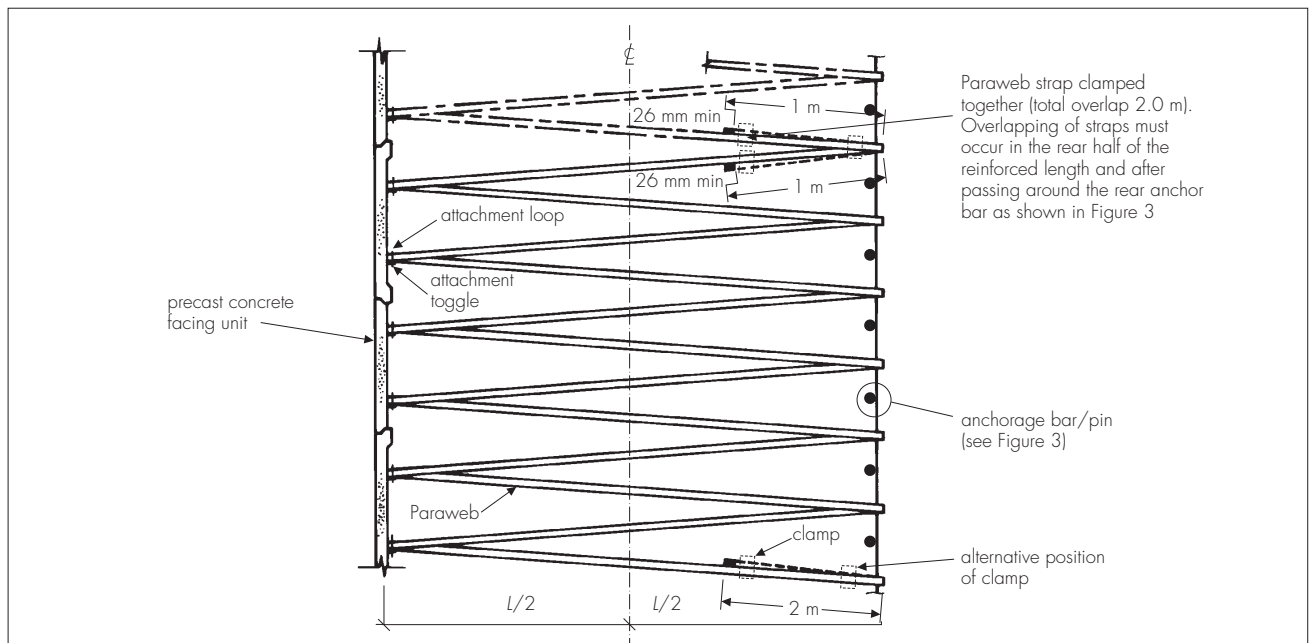 ℄
Paraweb strap clamped
together (total overlap 2.0 m).
Overlapping of straps must
occur in the rear half of the
reinforced length and after
passing around the rear anchor
bar as shown in Figure 3
1 m
26 mm min
26 mm min
1 m
attachment loop
attachment
toggle
precast concrete
facing unit
anchorage bar/pin
(see Figure 3)
Paraweb
clamp
alternative position
of clamp
L/2
L/2
2 m